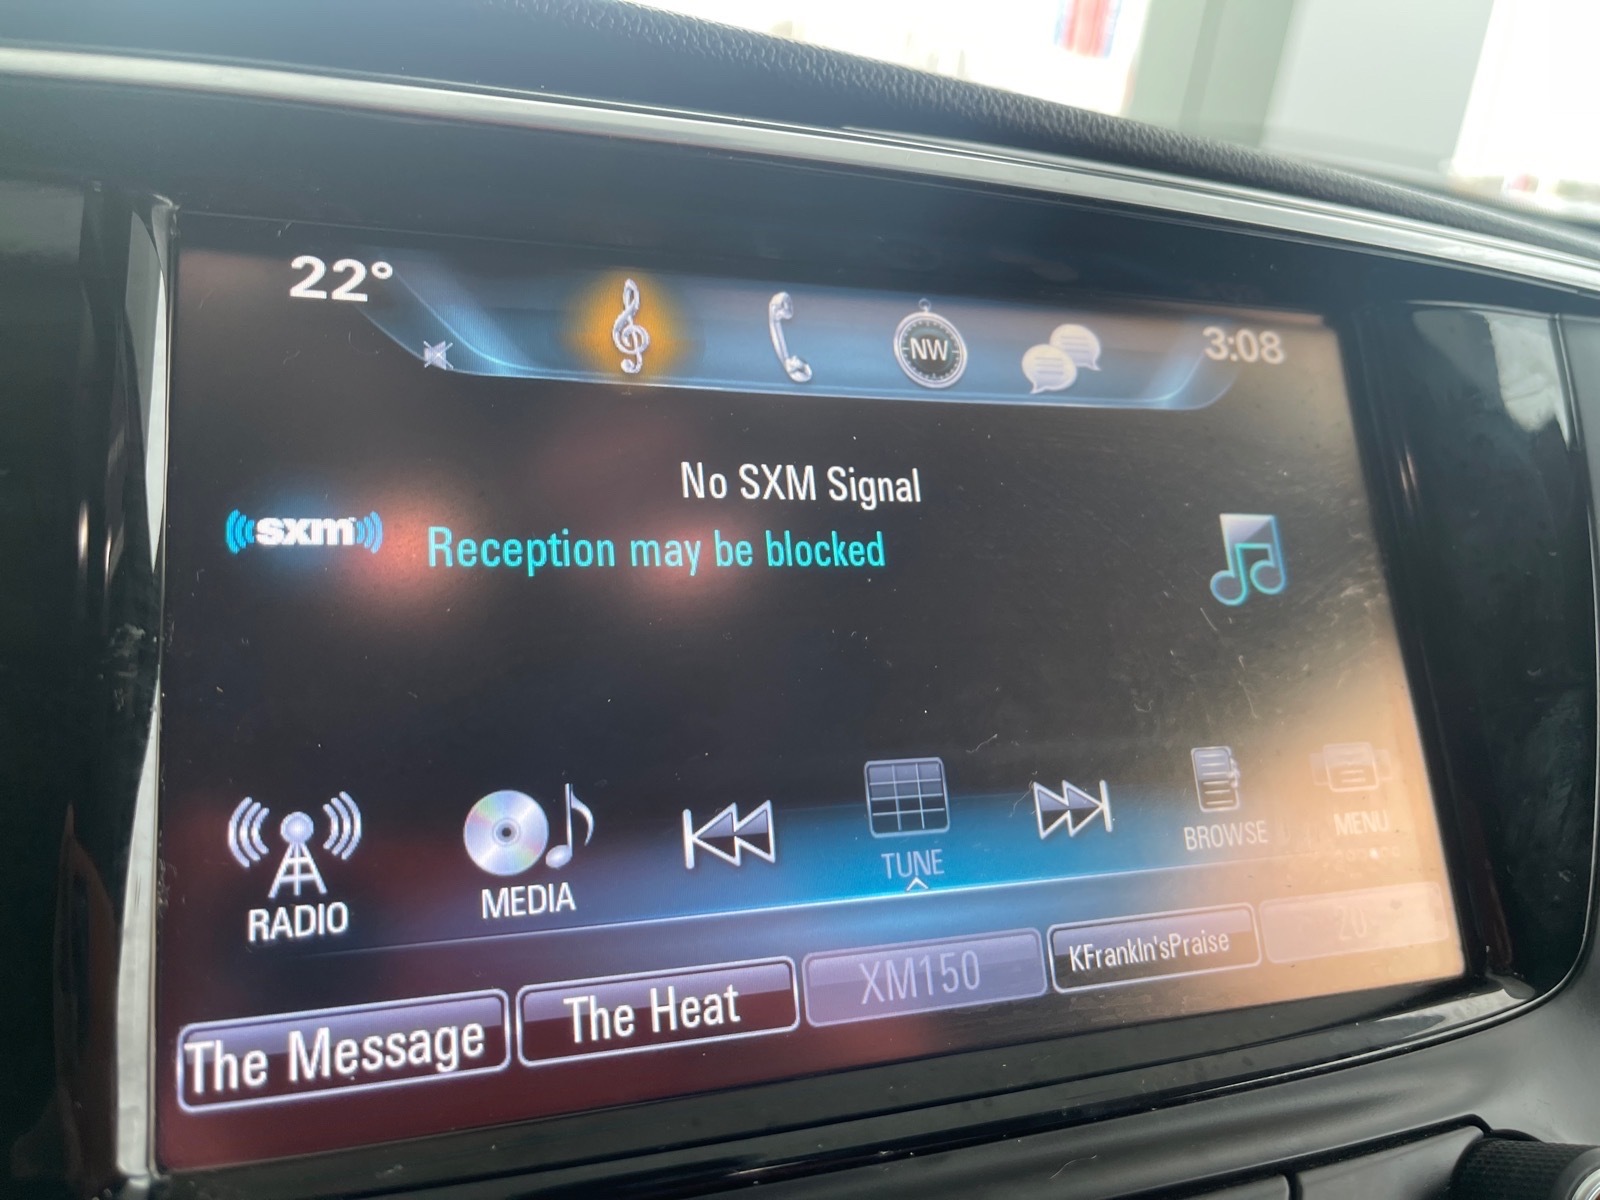 22°
NW
3:08
No SXM Signal
sxm
Reception may be blocked
RADIO
MEDIA
TUNE
BROWSE
MENU
The Message
The Heat
XM150
KFrankln'sPraise